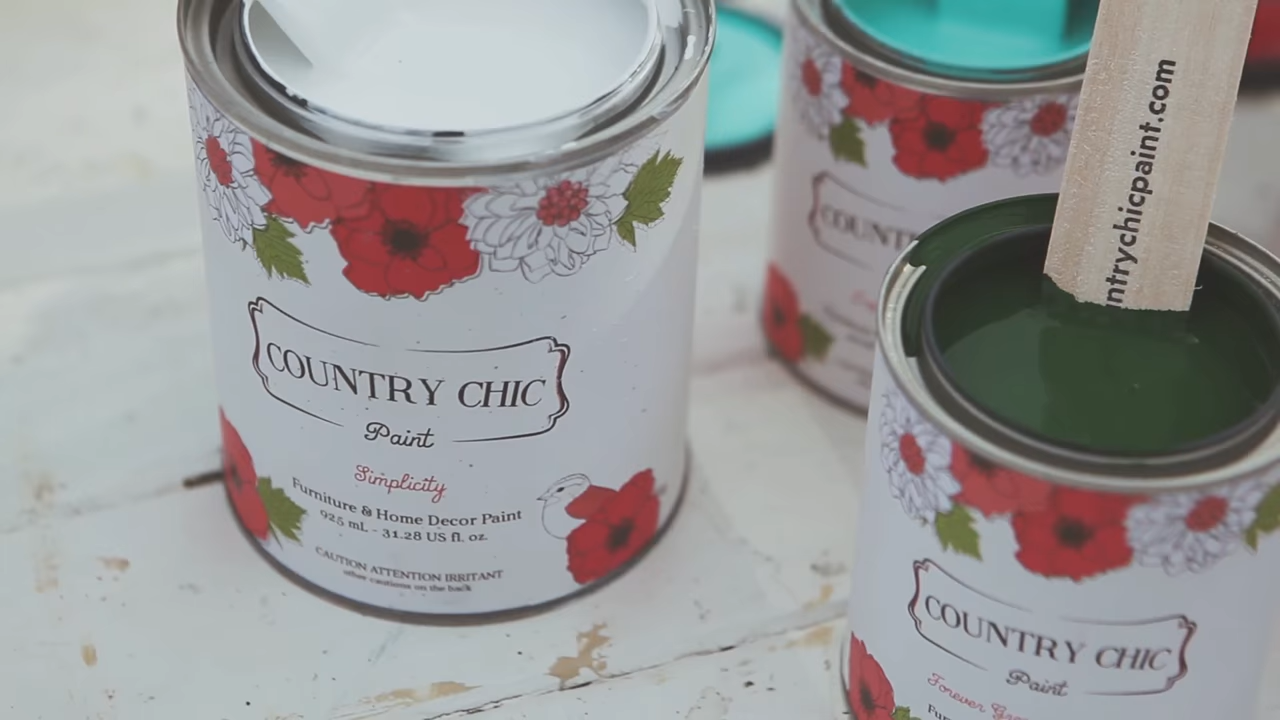 COUNTRY CHIC
Paint
Simplicity
Furniture & Home Decor Paint
925 mL - 31.28 US fl. oz.
CAUTION ATTENTION IRRITANT
other cautions on the back
ntrychicpaint.com
COUNTRY CHIC
Paint
Forever